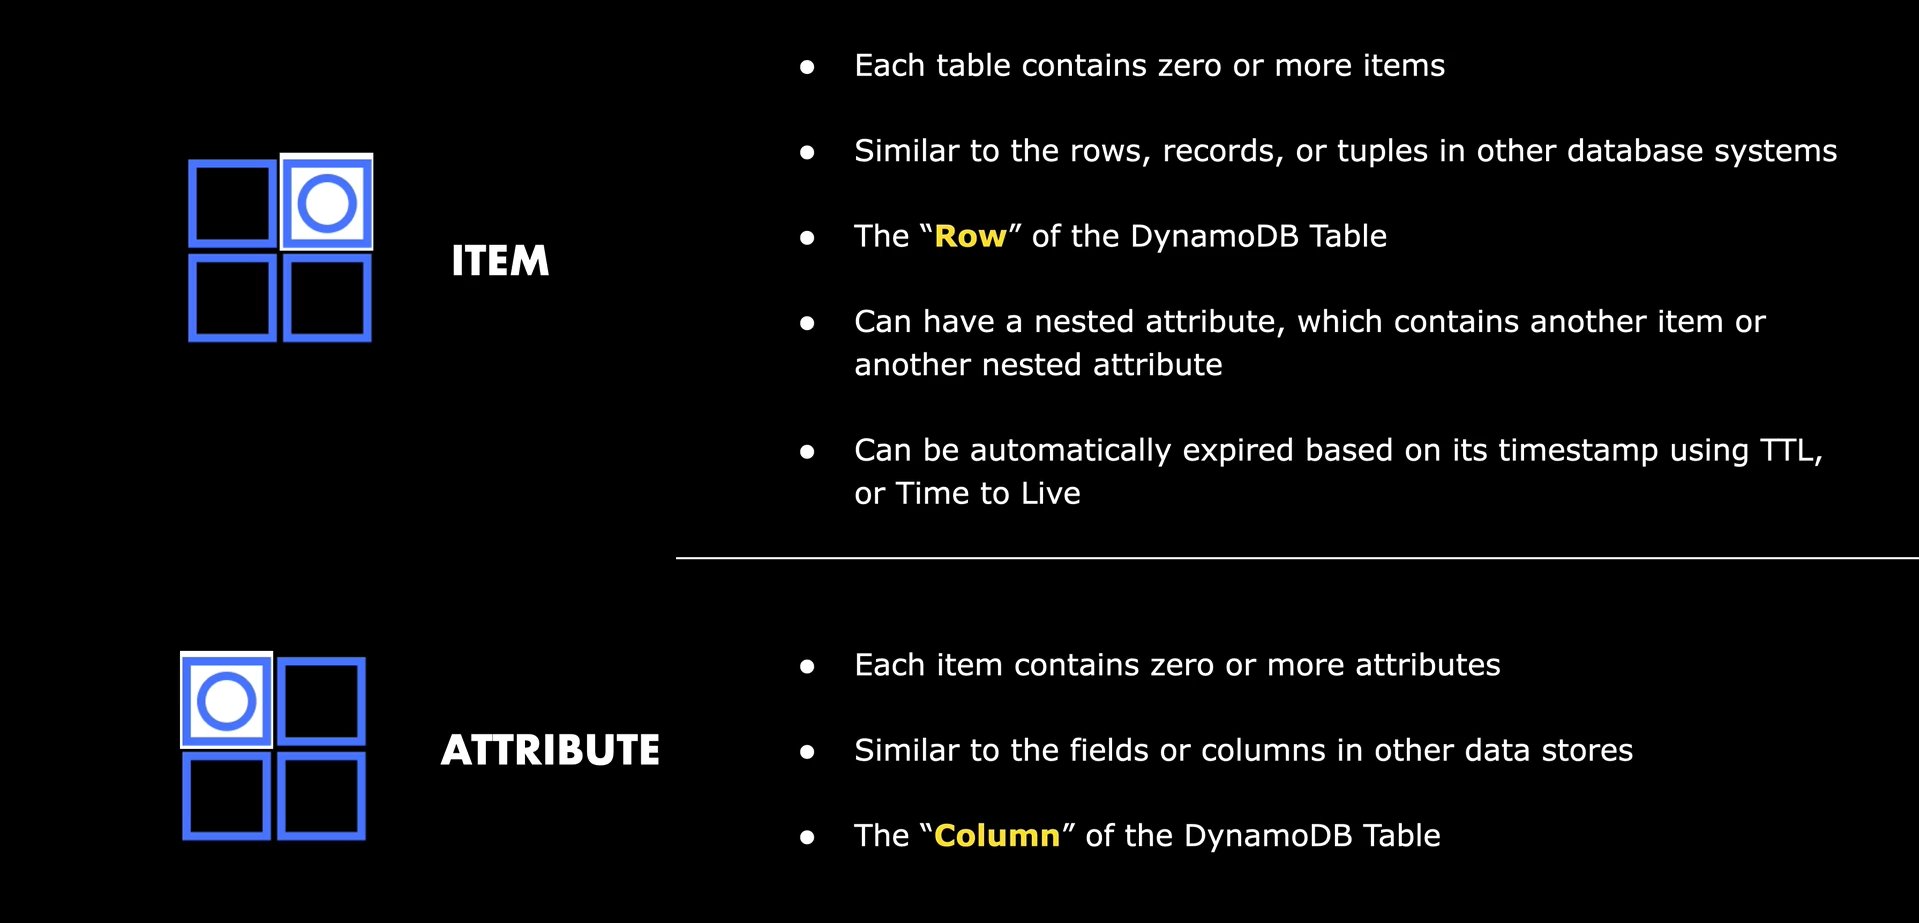 ITEM
● Each table contains zero or more items
● Similar to the rows, records, or tuples in other database systems
● The “Row” of the DynamoDB Table
● Can have a nested attribute, which contains another item or
another nested attribute
● Can be automatically expired based on its timestamp using TTL,
or Time to Live
ATTRIBUTE
● Each item contains zero or more attributes
● Similar to the fields or columns in other data stores
● The “Column” of the DynamoDB Table